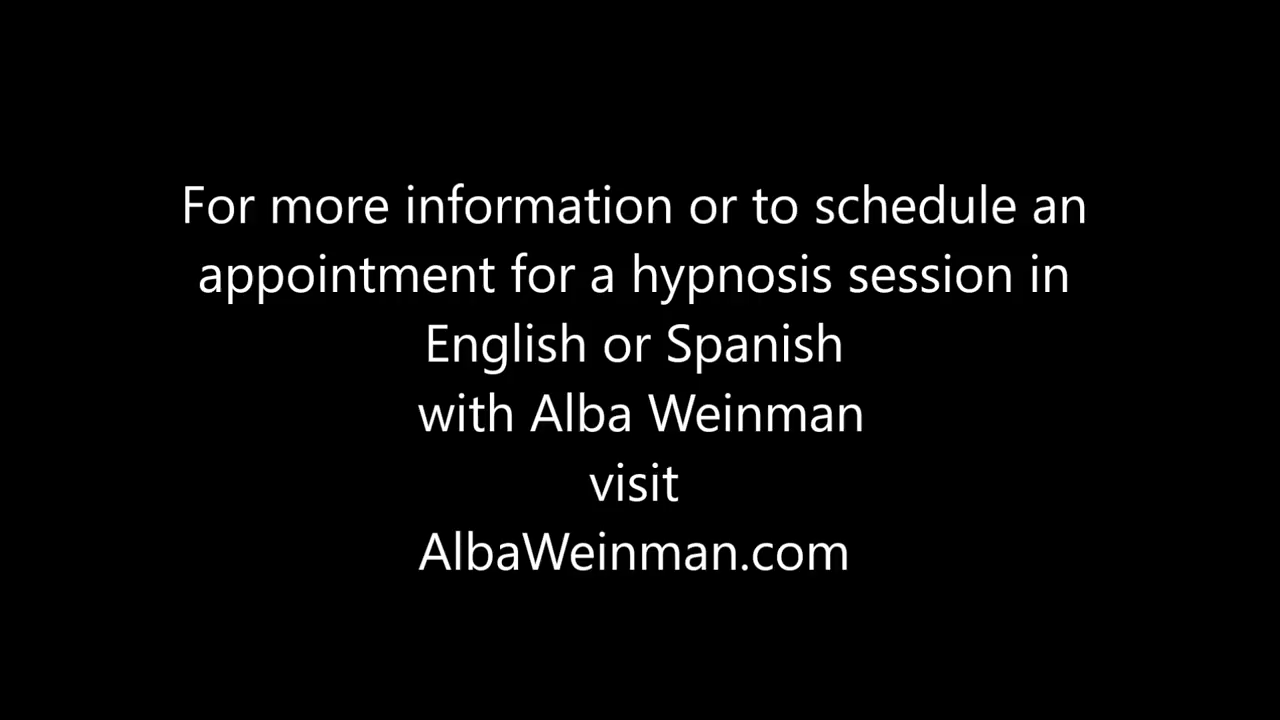 For more information or to schedule an
appointment for a hypnosis session in
English or Spanish
with Alba Weinman
visit
AlbaWeinman.com